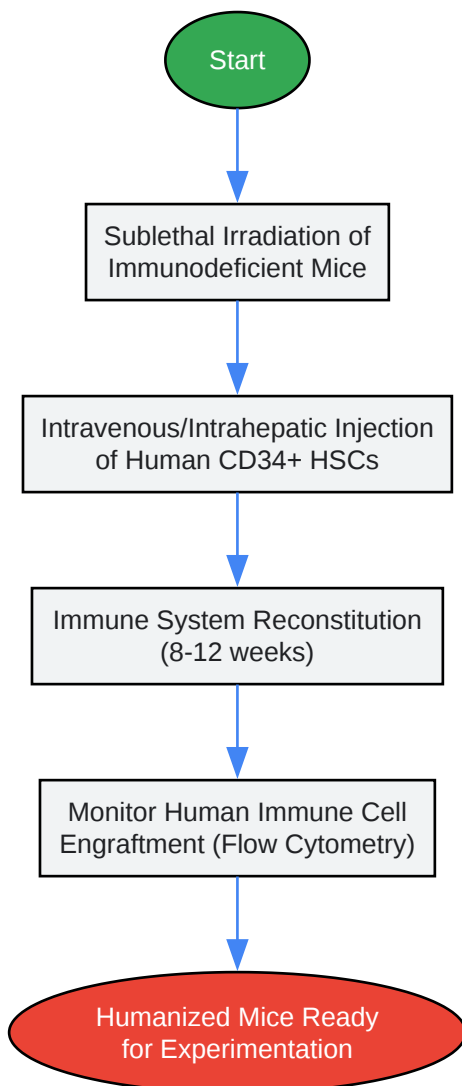 Start
Sublethal Irradiation of
Immunodeficient Mice
Intravenous/Intrahepatic Injection
of Human CD34+ HSCs
Immune System Reconstitution
(8-12 weeks)
Monitor Human Immune Cell
Engraftment (Flow Cytometry)
Humanized Mice Ready
for Experimentation